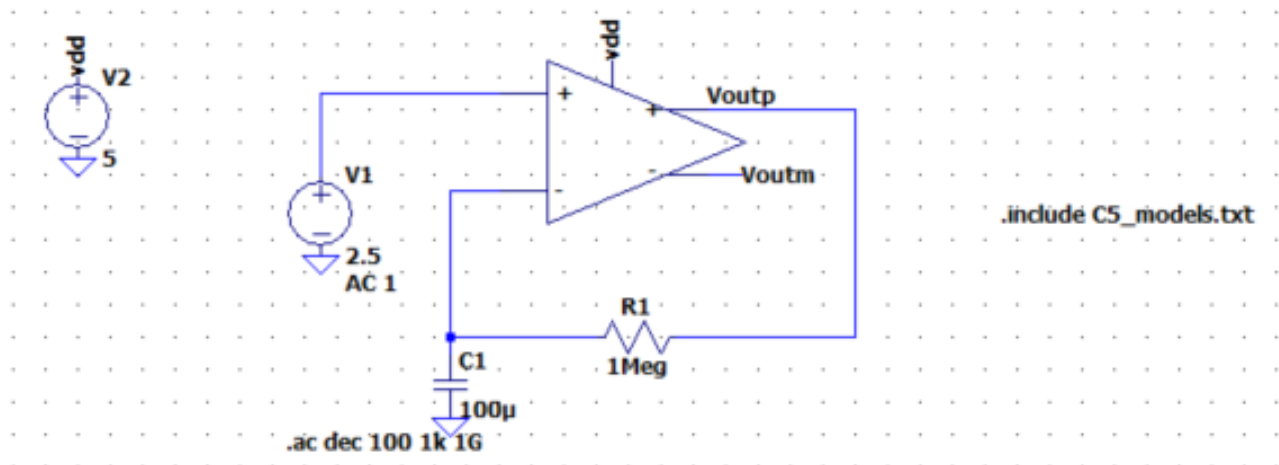 vdd
V2
5
V1
2.5
AC 1
vdd
+
-
+
-
Voutp
Voutm
R1
1Meg
C1
100µ
.ac dec 100 1k 1G
.include C5_models.txt